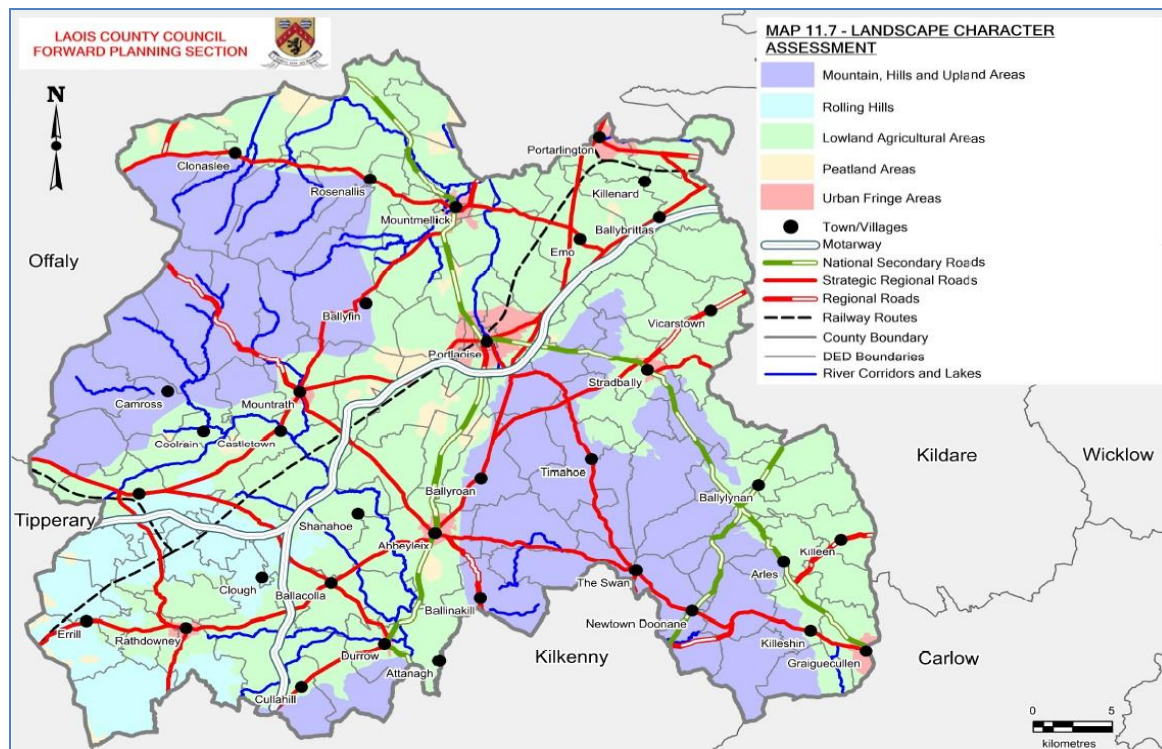 LAOIS COUNTY COUNCIL
FORWARD PLANNING SECTION
N
MAP 11.7 - LANDSCAPE CHARACTER
ASSESSMENT
Mountain, Hills and Upland Areas
Rolling Hills
Lowland Agricultural Areas
Peatland Areas
Urban Fringe Areas
Town/Villages
Motarway
National Secondary Roads
Strategic Regional Roads
Regional Roads
Railway Routes
County Boundary
DED Boundaries
River Corridors and Lakes
Portarlington
Clonaslee
Rosenallis
Killenard
Mountmellick
Ballybrittas
Emo
Offaly
Ballyfin
Vicarstown
Portlaoise
Stradbally
Camross
Mountrath
Coolrain
Castletown
Kildare
Wicklow
Timahoe
Ballyroan
Ballylynan
Tipperary
Shanahoe
Abbeyleix
Killeen
Arles
The Swan
Clough
Ballacolla
Ballinakill
Newtown Doonane
Errill
Rathdowney
Killeshin
Durrow
Kilkenny
Graiguecullen
Carlow
Attanagh
Cullahill
0 5
kilometres